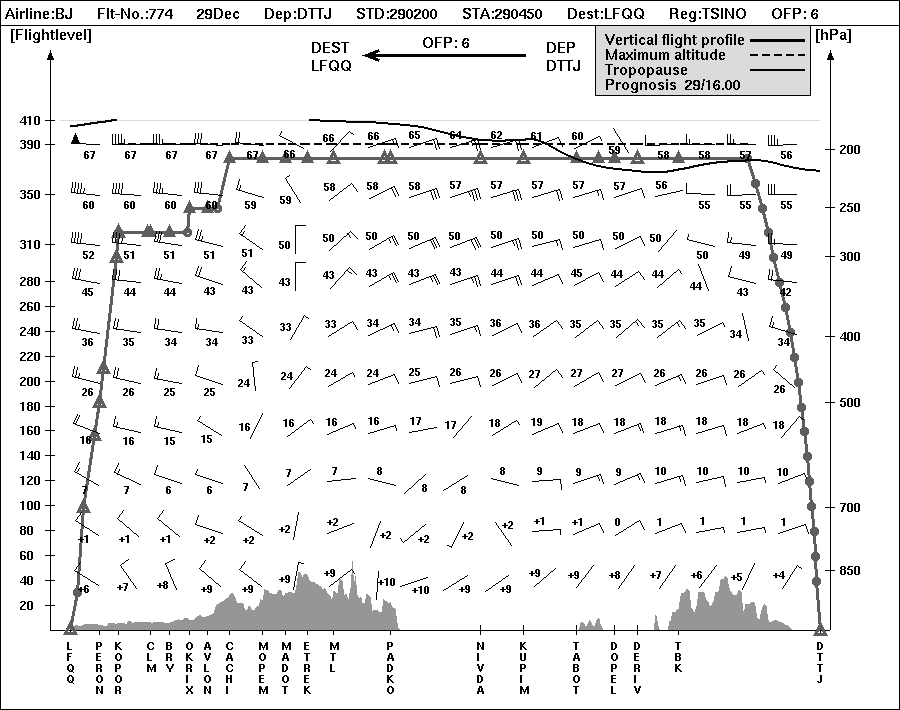 Airline:BJ Flt-No.:774 29Dec Dep:DTTJ STD:290200 STA:290450 Dest:LFQQ Reg:TSINO OFP: 6
[Flightlevel] DEST LFQQ OFP: 6 DEP DTTJ [hPa]
Vertical flight profile
Maximum altitude
Tropopause
Prognosis 29/16.00
410
390 66 66 65 64 62 61 60 59
67 67 67 67 67 66 58 58 57 56 200
350 60 60 60 60 59 59 58 58 58 57 57 57 57 57 56 55 55 55 250
310 52 51 51 51 51 50 50 50 50 50 50 50 50 50 50 50 49 49 300
280 45 44 44 43 43 43 43 43 43 43 44 44 45 44 44 44 43 42
260
240 36 35 34 34 33 33 35 34 34 35 36 36 35 35 35 35 34 34 400
220
200 26 26 25 25 24 24 24 24 25 26 26 27 27 27 26 26 26 26
180 500
160 16 16 15 15 16 16 16 16 17 17 18 19 18 18 18 18 18 18
140
120 7 7 6 6 7 7 7 8 8 8 8 9 9 9 10 10 10 10
100 700
80 +1 +1 +1 +2 +2 +2 +2 +2 +2 +2 +2 +1 +1 0 1 1 1 1
60 850
40 +6 +7 +8 +9 +9 +9 +9 +10 +10 +9 +9 +9 +9 +8 +7 +6 +5 +4
20
LFQQ PERON KOPOR CLM BRY OKRIX AVLON CACHI MOPEM MADOT ETREK MTL PADKO NIVDA KUPIM TABOT DOPEL DERIV TBK DTTJ